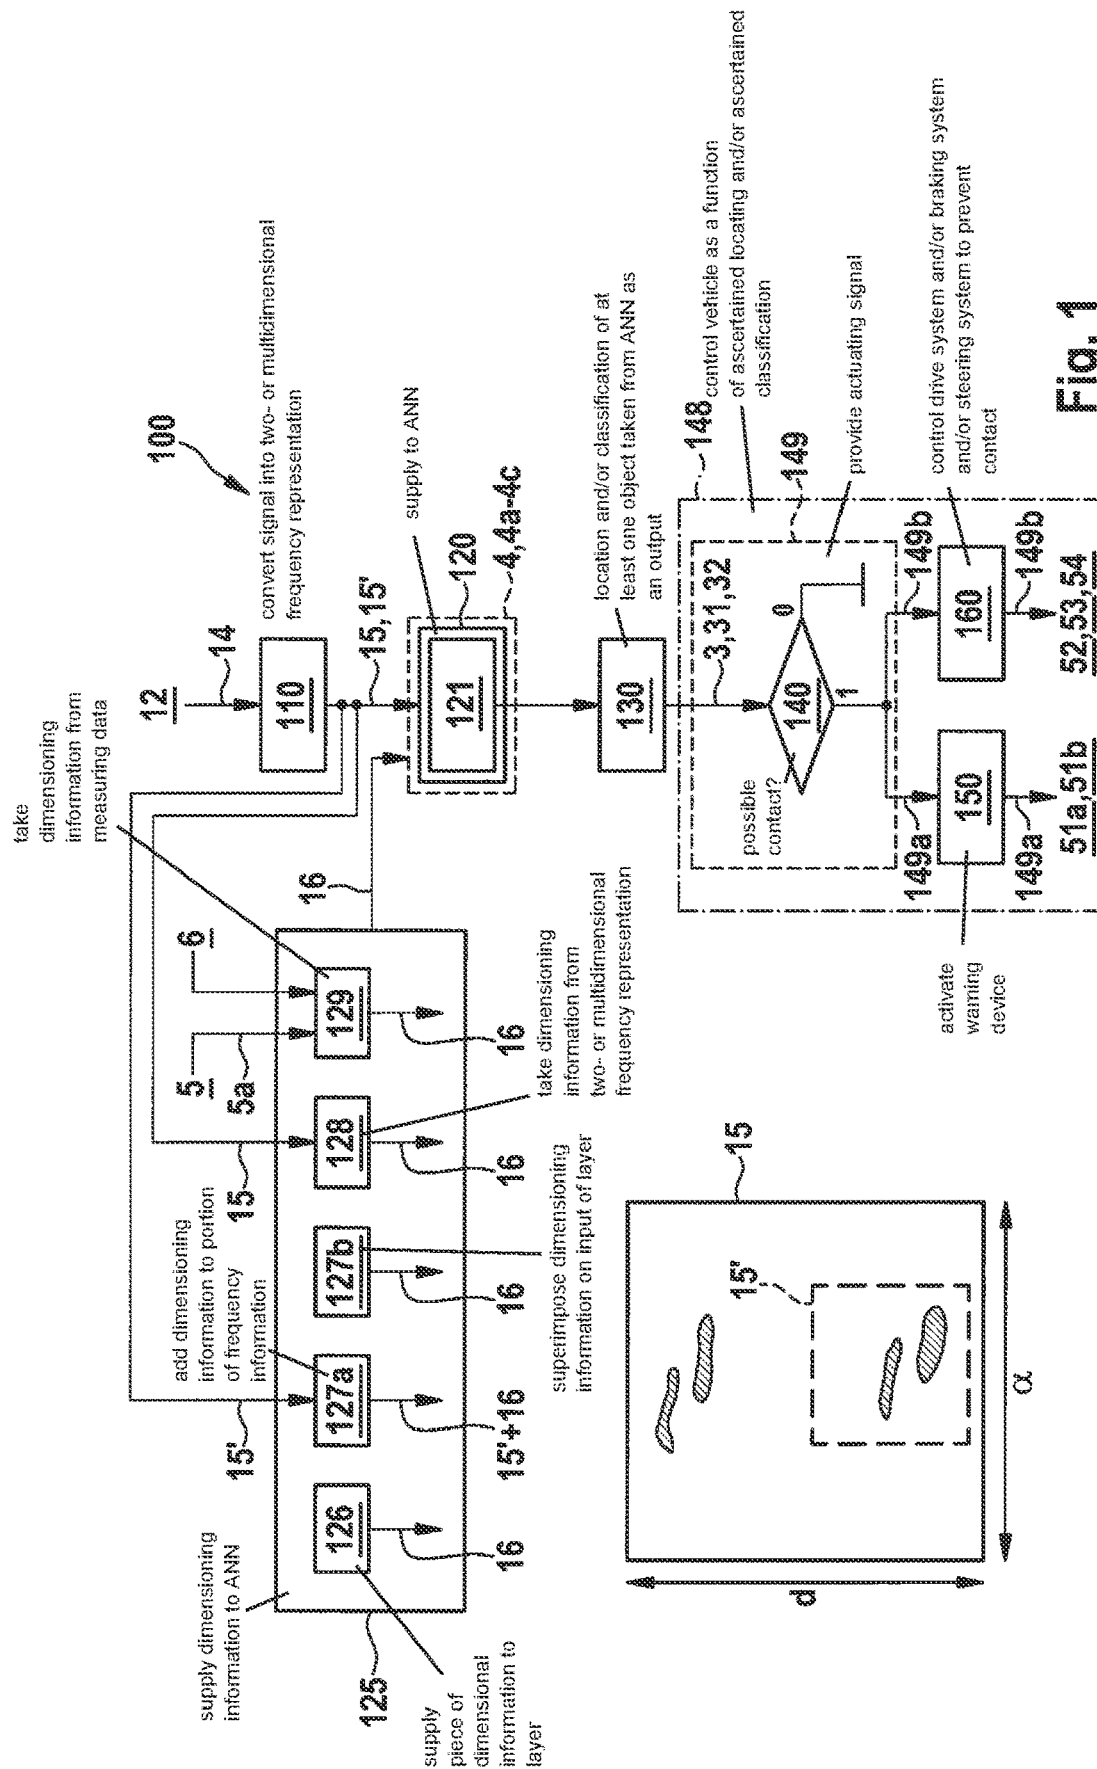 100
12
14
110
convert signal into two- or multidimensional
frequency representation
15,15'
supply to ANN
121
120
4,4a-4c
130
location and/or classification of at
least one object taken from ANN as
an output
148
control vehicle as a function
of ascertained locating and/or ascertained
classification
149
3,31,32
possible
contact?
140
0
1
provide actuating signal
149a
149b
150
160
activate
warning
device
control drive system and/or braking system
and/or steering system to prevent
contact
149a
149b
51a,51b
52,53,54
take
dimensioning
information from
measuring data
supply dimensioning
information to ANN
125
126
16
supply
piece of
dimensional
information to
layer
15'
add dimensioning
information to portion
of frequency
information
127a
15'+16
127b
16
superimpose dimensioning
information on input of layer
15
128
16
take dimensioning
information from
two- or multidimensional
frequency representation
5
5a
6
129
16
16
15
15'
d
α
Fig. 1